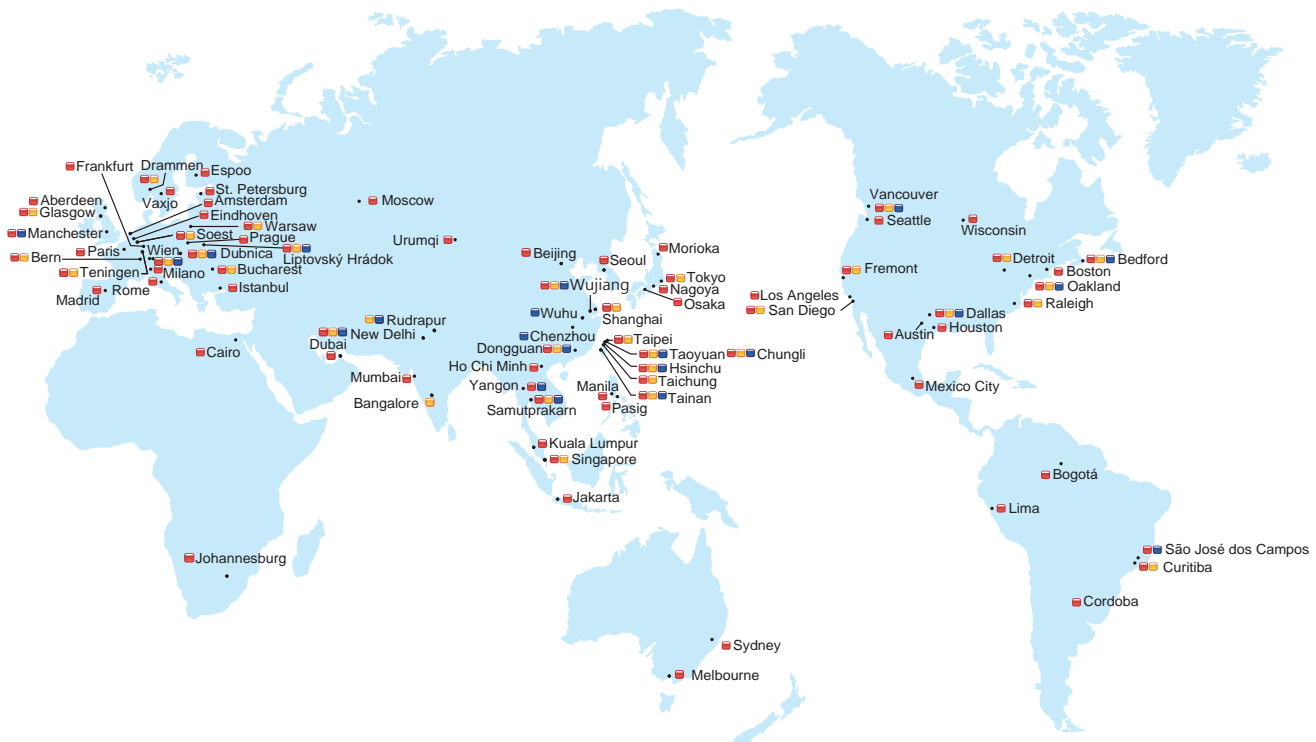 Frankfurt
Drammen
Espoo
Aberdeen
Vaxjo
St. Petersburg
Amsterdam
Glasgow
Eindhoven
Manchester
Soest
Warsaw
Prague
Paris
Wien
Dubnica
Liptovský Hrádok
Bern
Teningen
Milano
Bucharest
Madrid
Rome
Istanbul
Moscow
Urumqi
Cairo
Rudrapur
New Delhi
Dubai
Mumbai
Bangalore
Johannesburg
Beijing
Seoul
Morioka
Wujiang
Tokyo
Nagoya
Osaka
Wuhu
Shanghai
Chenzhou
Dongguan
Taipei
Taoyuan
Chungli
Hsinchu
Taichung
Tainan
Ho Chi Minh
Yangon
Samutprakarn
Manila
Pasig
Kuala Lumpur
Singapore
Jakarta
Sydney
Melbourne
Vancouver
Seattle
Wisconsin
Fremont
Detroit
Bedford
Boston
Oakland
Los Angeles
San Diego
Raleigh
Dallas
Austin
Houston
Mexico City
Bogotá
Lima
São José dos Campos
Curitiba
Cordoba